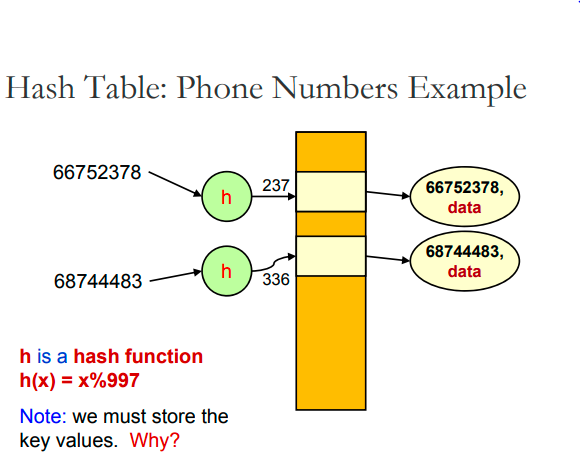 Hash Table: Phone Numbers Example
66752378
h
237
66752378,
data
68744483
h
336
68744483,
data
h is a hash function
h(x) = x%997
Note: we must store the
key values. Why?